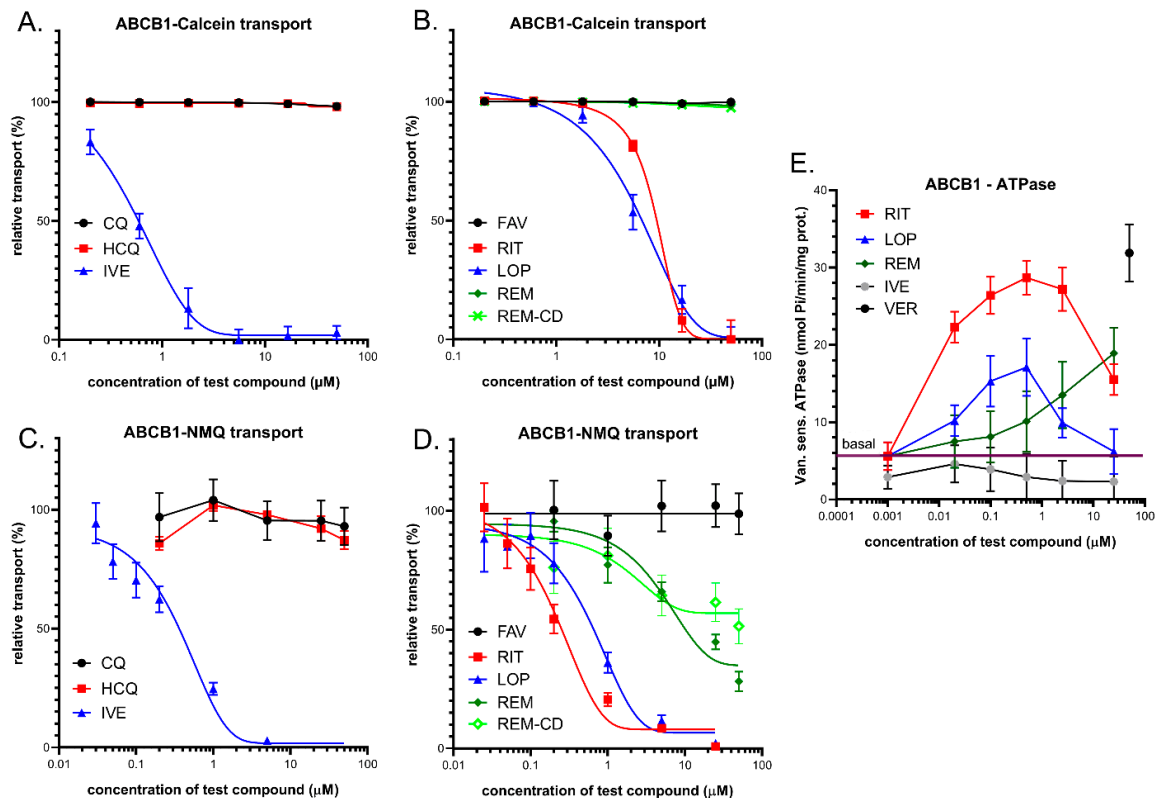 A.
ABCB1-Calcein transport
relative transport (%)
100
50
0
CQ
HCQ
IVE
0.1
1
10
100
concentration of test compound (µM)
B.
ABCB1-Calcein transport
relative transport (%)
100
50
0
FAV
RIT
LOP
REM
REM-CD
0.1
1
10
100
concentration of test compound (µM)
C.
ABCB1-NMQ transport
relative transport (%)
100
50
0
CQ
HCQ
IVE
0.01
0.1
1
10
100
concentration of test compound (µM)
D.
ABCB1-NMQ transport
relative transport (%)
100
50
0
FAV
RIT
LOP
REM
REM-CD
0.01
0.1
1
10
100
concentration of test compound (µM)
E.
ABCB1 - ATPase
Van. sens. ATPase (nmol Pi/min/mg prot.)
40
30
20
10
0
RIT
LOP
REM
IVE
VER
basal
0.0001
0.001
0.01
0.1
1
10
100
concentration of test compound (µM)